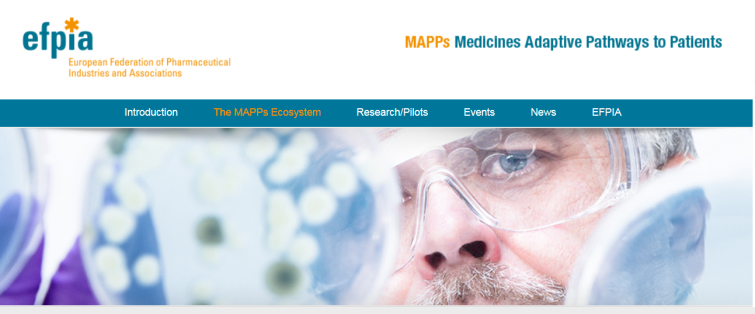 efpia
European Federation of Pharmaceutical
Industries and Associations
MAPPs Medicines Adaptive Pathways to Patients
Introduction The MAPPs Ecosystem Research/Pilots Events News EFPIA